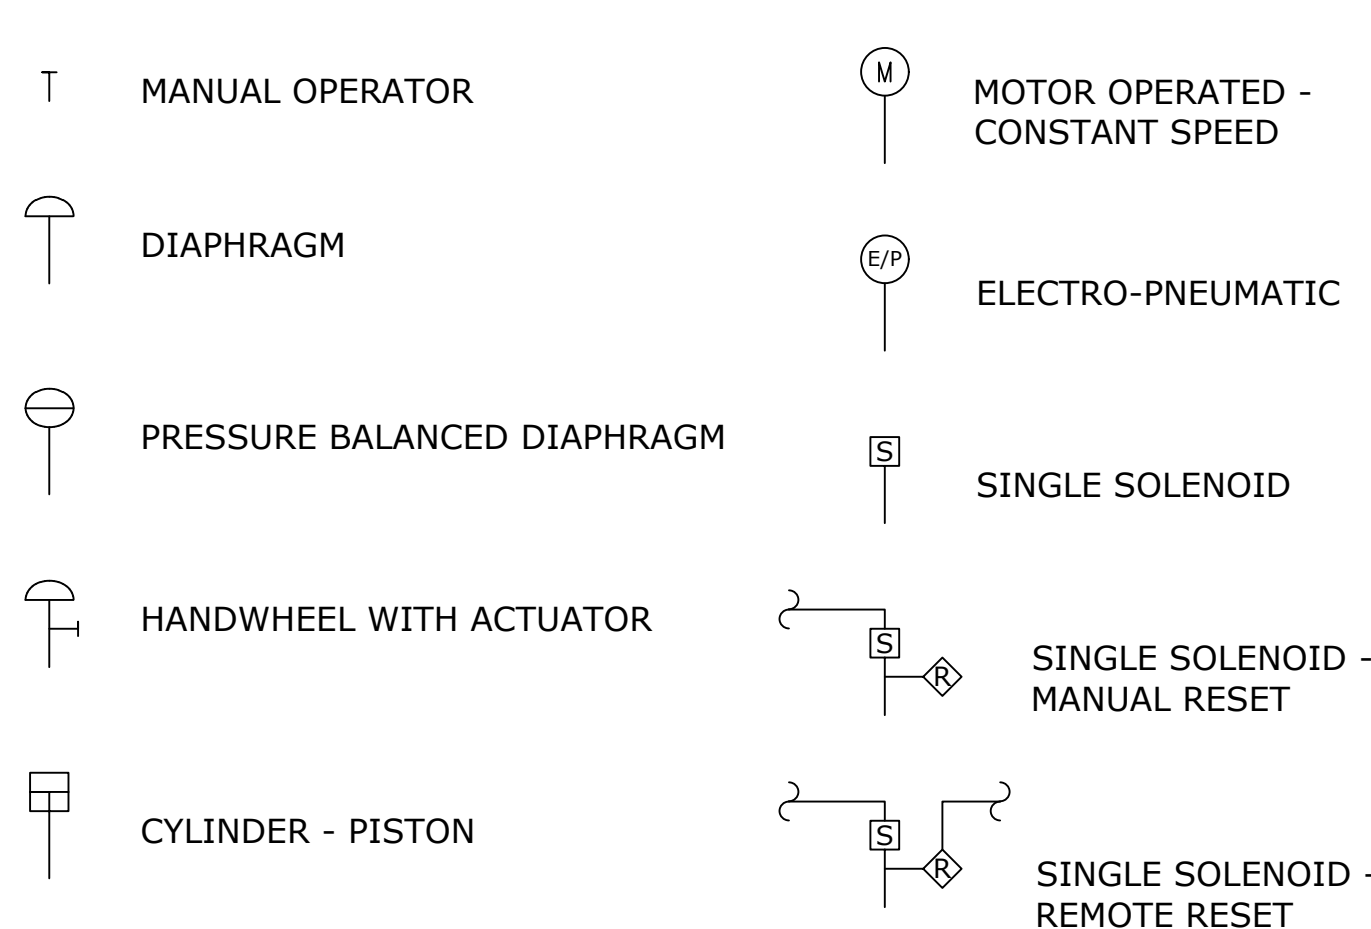 MANUAL OPERATOR
DIAPHRAGM
PRESSURE BALANCED DIAPHRAGM
HANDWHEEL WITH ACTUATOR
CYLINDER - PISTON
M
MOTOR OPERATED -
CONSTANT SPEED
E/P
ELECTRO-PNEUMATIC
S
SINGLE SOLENOID
S
R
SINGLE SOLENOID -
MANUAL RESET
S
R
SINGLE SOLENOID -
REMOTE RESET